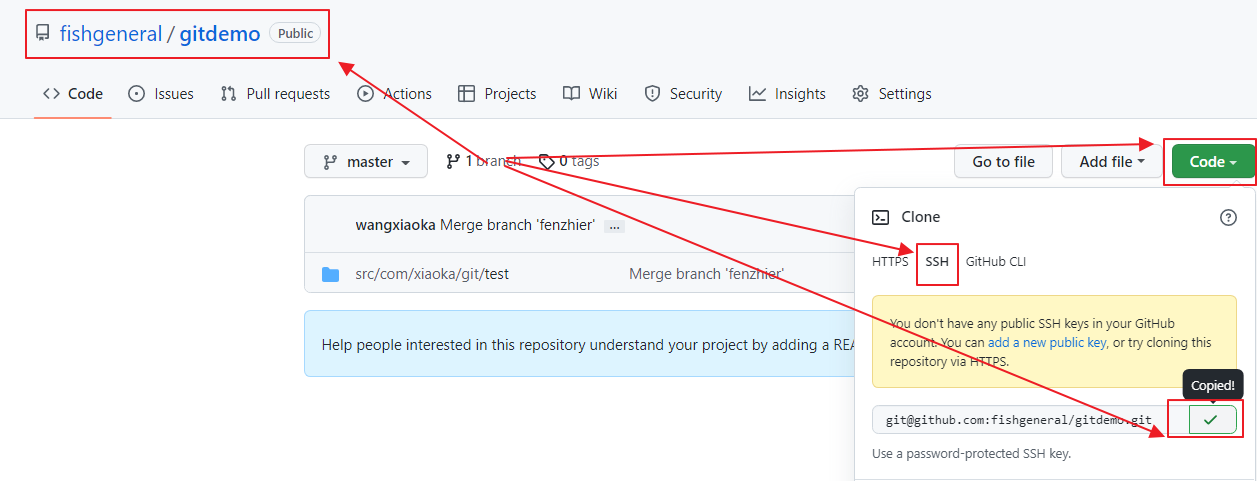 fishgeneral / gitdemo Public
Code Issues Pull requests Actions Projects Wiki Security Insights Settings
master 1 branch 0 tags Go to file Add file Code
wangxiaoka Merge branch 'fenzhier' ...
src/com/xiaoka/git/test Merge branch 'fenzhier'
Help people interested in this repository understand your project by adding a REA
Clone
HTTPS SSH GitHub CLI
You don't have any public SSH keys in your GitHub
account. You can add a new public key, or try cloning this
repository via HTTPS.
Copied!
git@github.com:fishgeneral/gitdemo.git
Use a password-protected SSH key.